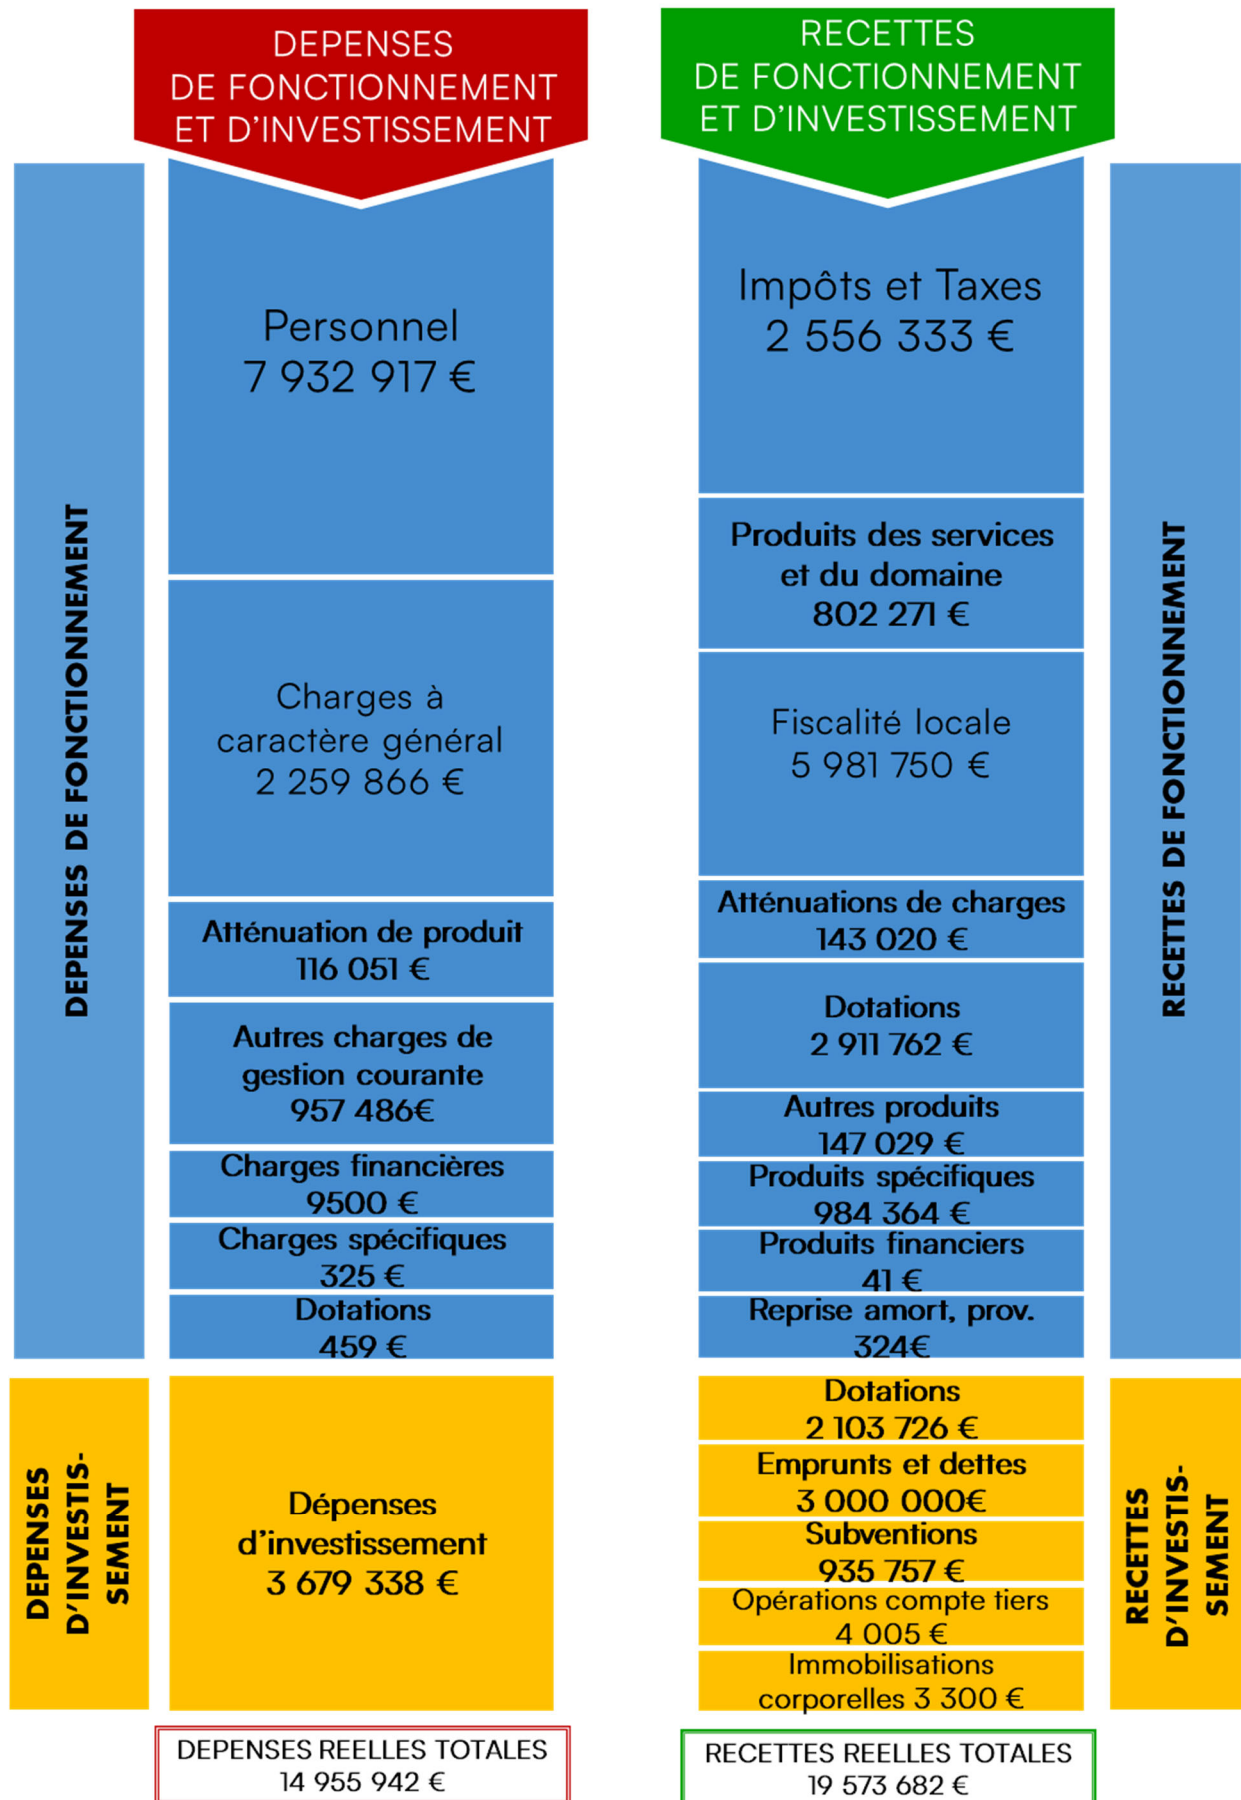 DEPENSES
DE FONCTIONNEMENT
ET D'INVESTISSEMENT
DEPENSES DE FONCTIONNEMENT
Personnel
7 932 917 €
Charges à
caractère général
2 259 866 €
Atténuation de produit
116 051 €
Autres charges de
gestion courante
957 486€
Charges financières
9500 €
Charges spécifiques
325 €
Dotations
459 €
DEPENSES
D'INVESTIS-
SEMENT
Dépenses
d'investissement
3 679 338 €
DEPENSES REELLES TOTALES
14 955 942 €
RECETTES
DE FONCTIONNEMENT
ET D'INVESTISSEMENT
Impôts et Taxes
2 556 333 €
Produits des services
et du domaine
802 271 €
Fiscalité locale
5 981 750 €
Atténuations de charges
143 020 €
Dotations
2 911 762 €
Autres produits
147 029 €
Produits spécifiques
984 364 €
Produits financiers
41 €
Reprise amort, prov.
324€
RECETTES DE FONCTIONNEMENT
Dotations
2 103 726 €
Emprunts et dettes
3 000 000€
Subventions
935 757 €
Opérations compte tiers
4 005 €
Immobilisations
corporelles 3 300 €
RECETTES
D'INVESTIS-
SEMENT
RECETTES REELLES TOTALES
19 573 682 €